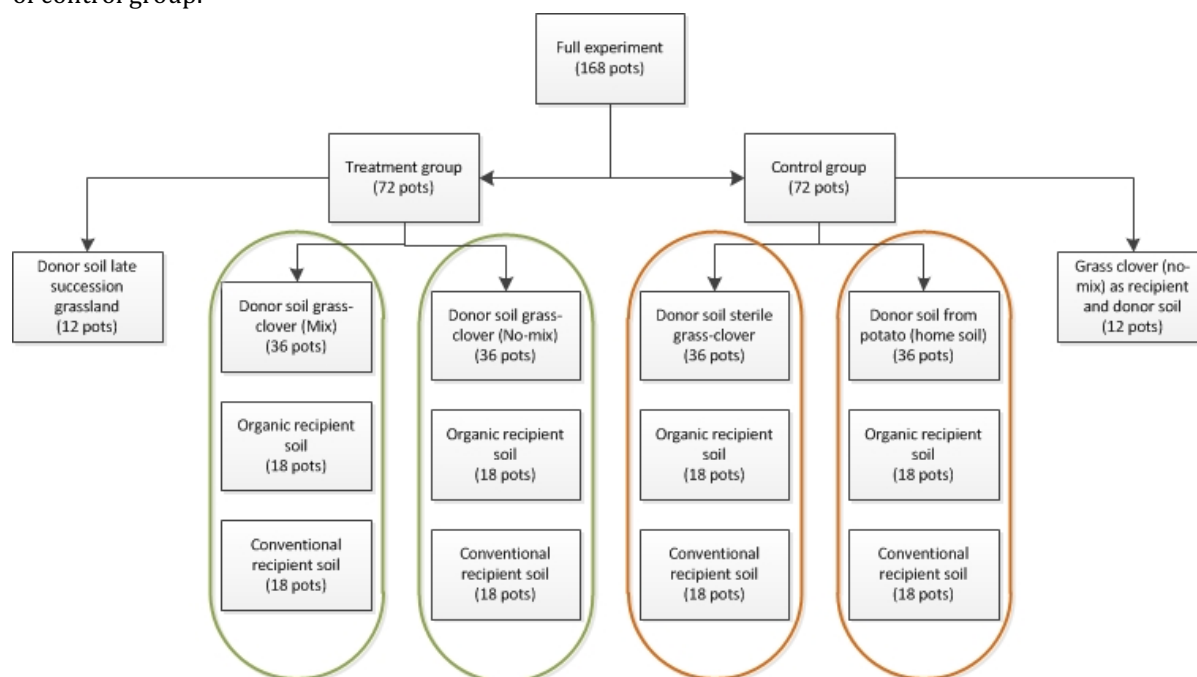 of control group.
Full experiment
(168 pots)
Treatment group
(72 pots)
Control group
(72 pots)
Donor soil late
succession
grassland
(12 pots)
Donor soil grass-
clover (Mix)
(36 pots)
Donor soil grass-
clover (No-mix)
(36 pots)
Donor soil sterile
grass-clover
(36 pots)
Donor soil from
potato (home soil)
(36 pots)
Grass clover (no-
mix) as recipient
and donor soil
(12 pots)
Organic recipient
soil
(18 pots)
Organic recipient
soil
(18 pots)
Organic recipient
soil
(18 pots)
Organic recipient
soil
(18 pots)
Conventional
recipient soil
(18 pots)
Conventional
recipient soil
(18 pots)
Conventional
recipient soil
(18 pots)
Conventional
recipient soil
(18 pots)